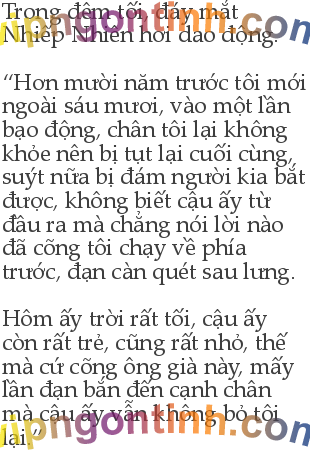 Trong đêm tối, đáy mắt
Nhiếp Nhiên hơi dao động.
“Hơn mười năm trước tôi mới
ngoài sáu mươi, vào một lần
bạo động, chân tôi lại không
khỏe nên bị tụt lại cuối cùng,
suýt nữa bị đám người kia bắt
được, không biết cậu ấy từ
đâu ra mà chẳng nói lời nào
đã cõng tôi chạy về phía
trước, đạn càn quét sau lưng.
Hôm ấy trời rất tối, cậu ấy
còn rất trẻ, cũng rất nhỏ, thế
mà cứ cõng ông già này, mấy
lần đạn bắn đến cạnh chân
mà cậu ấy vẫn không bỏ tôi
lại.”